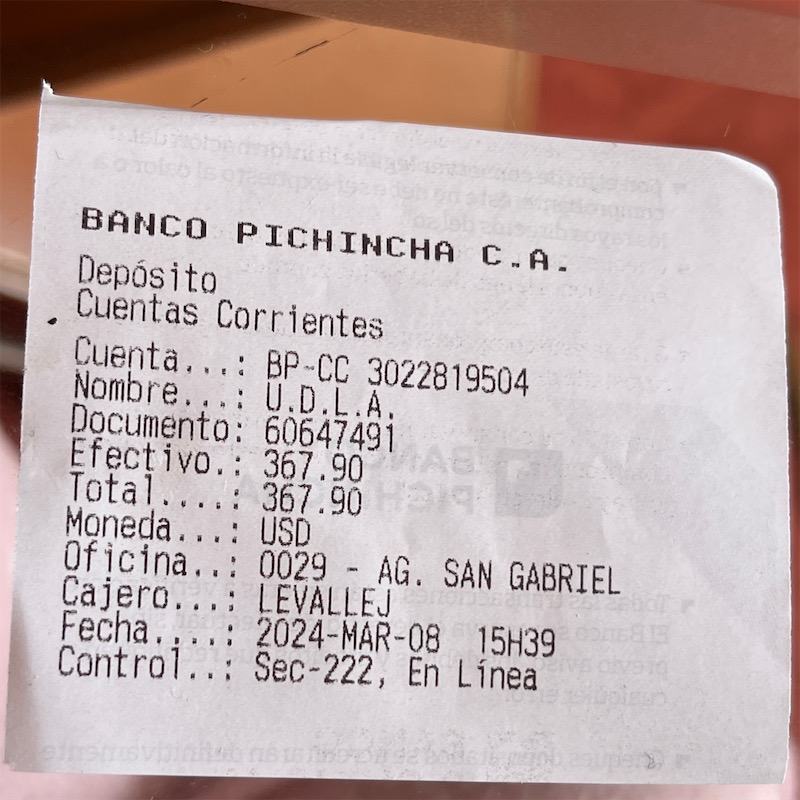 BANCO PICHINCHA C.A.
Depósito
Cuentas Corrientes
Cuenta...: BP-CC 3022819504
Nombre...: U.D.L.A.
Documento: 60647491
Efectivo.: 367.90
Total....: 367.90
Moneda...: USD
Oficina..: 0029 - AG. SAN GABRIEL
Cajero...: LEVALLEJ
Fecha....: 2024-MAR-08 15H39
Control..: Sec-222, En Línea